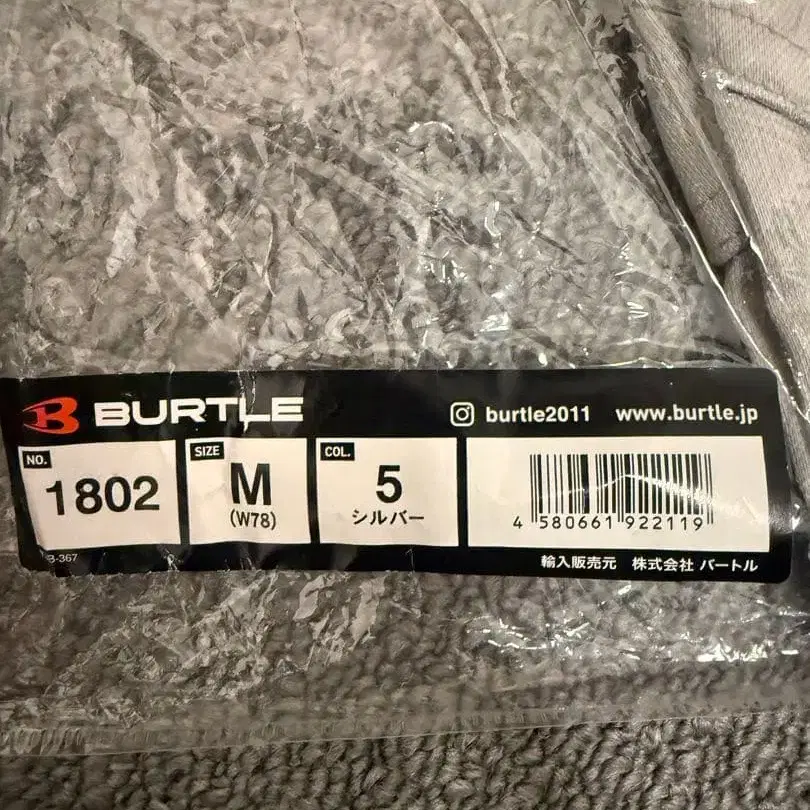 BURTLE
burtle2011 www.burtle.jp
NO. 1802
SIZE M (W78)
COL. 5 シルバー
4 580661 922119
B-367
輸入販売元 株式会社 バートル